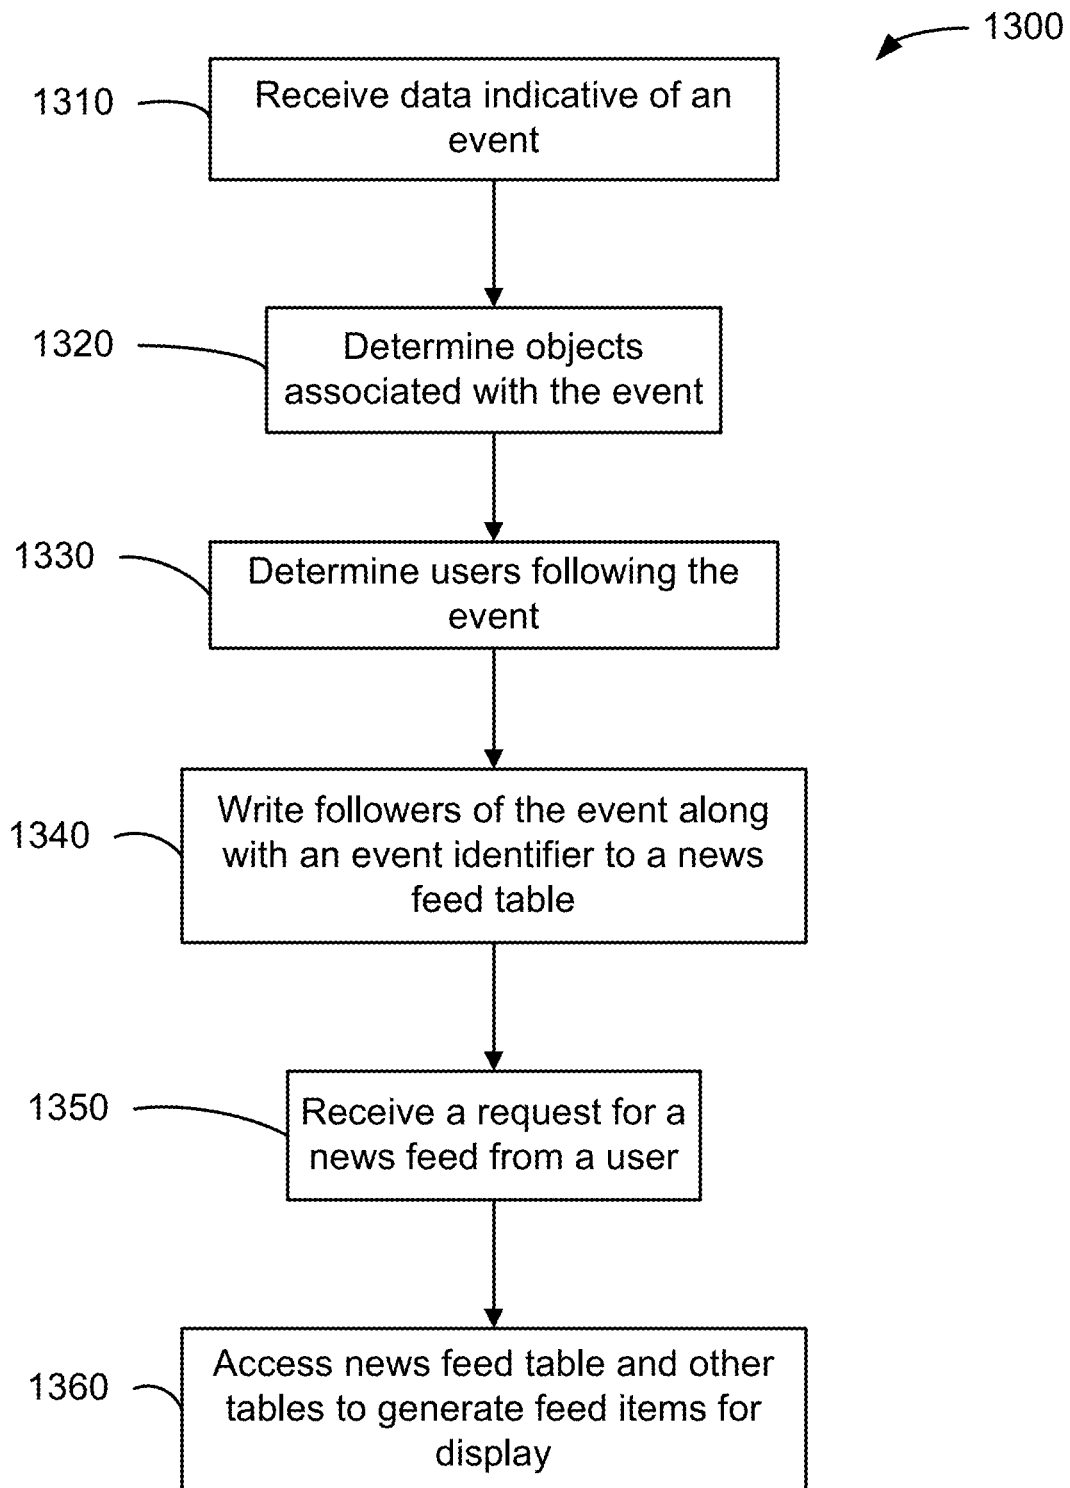 1300
1310
Receive data indicative of an
event
1320
Determine objects
associated with the event
1330
Determine users following the
event
1340
Write followers of the event along
with an event identifier to a news
feed table
1350
Receive a request for a
news feed from a user
1360
Access news feed table and other
tables to generate feed items for
display